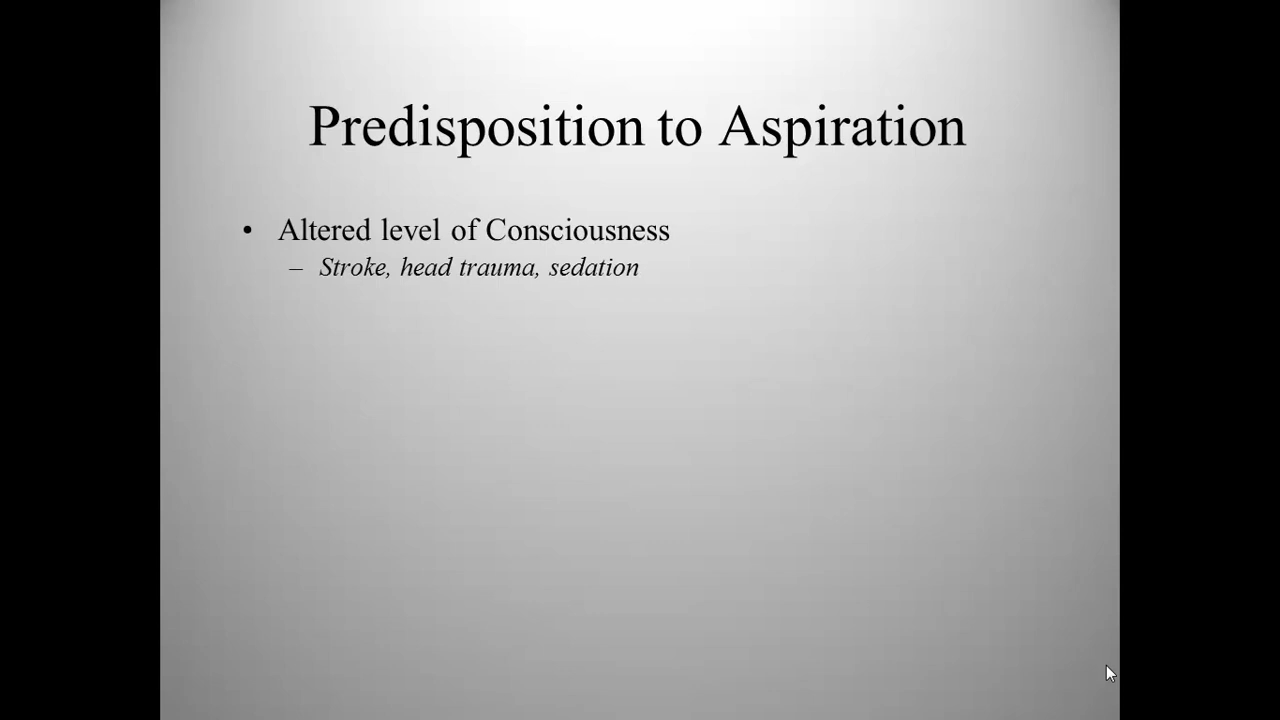 Predisposition to Aspiration
• Altered level of Consciousness
– Stroke, head trauma, sedation